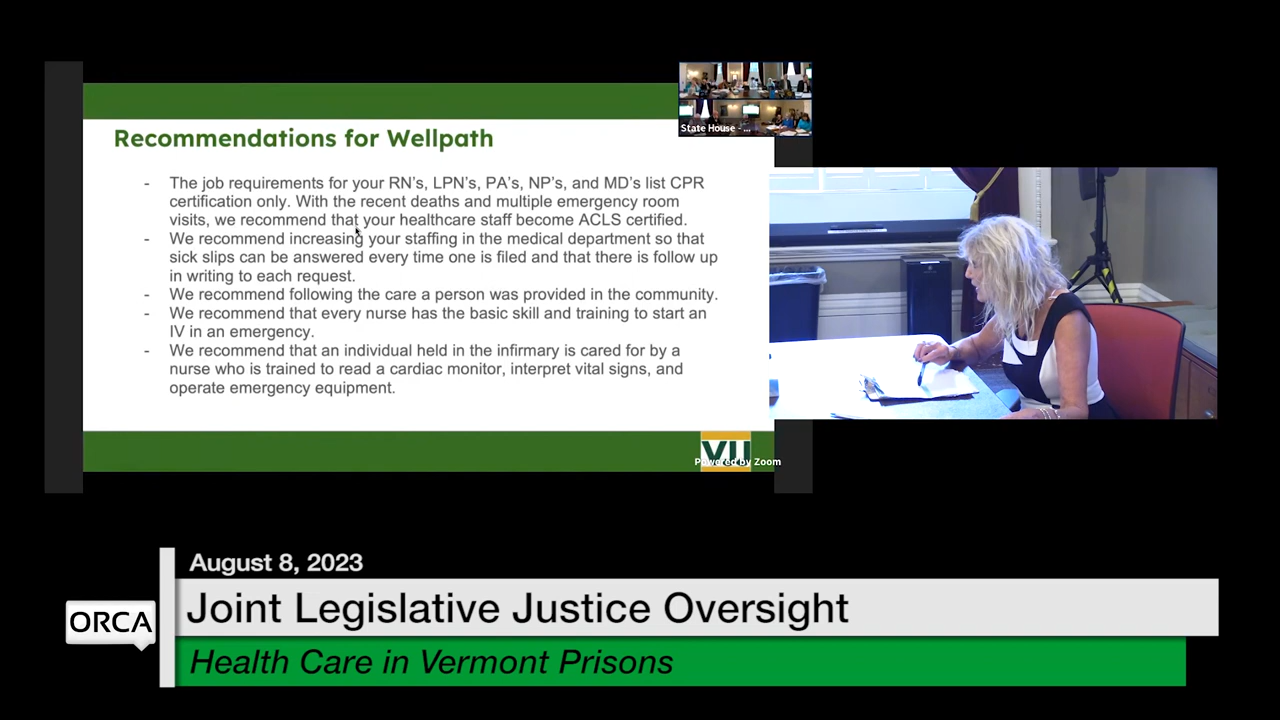 State House - ...
Recommendations for Wellpath
- The job requirements for your RN's, LPN's, PA's, NP's, and MD's list CPR
certification only. With the recent deaths and multiple emergency room
visits, we recommend that your healthcare staff become ACLS certified.
- We recommend increasing your staffing in the medical department so that
sick slips can be answered every time one is filed and that there is follow up
in writing to each request.
- We recommend following the care a person was provided in the community.
- We recommend that every nurse has the basic skill and training to start an
IV in an emergency.
- We recommend that an individual held in the infirmary is cared for by a
nurse who is trained to read a cardiac monitor, interpret vital signs, and
operate emergency equipment.
Powered by Zoom
August 8, 2023
ORCA
Joint Legislative Justice Oversight
Health Care in Vermont Prisons